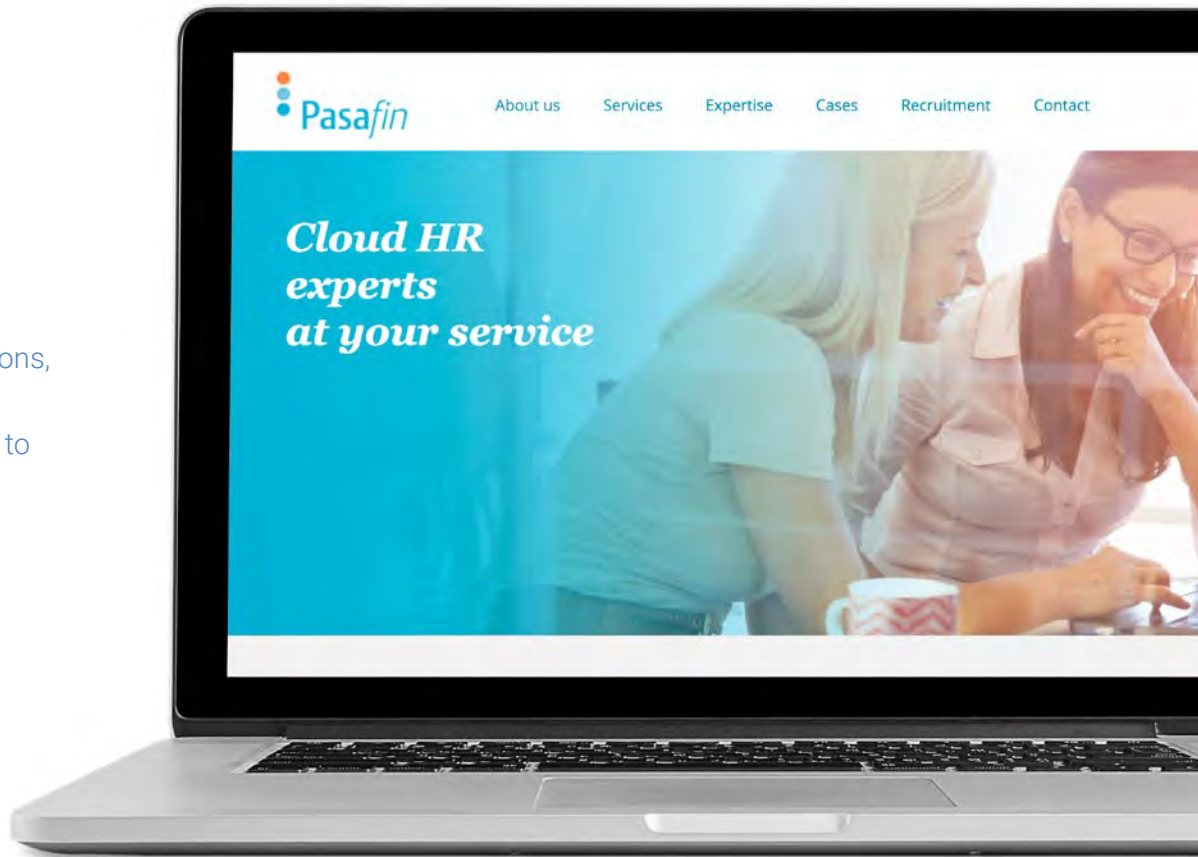 Pasafin
About us Services Expertise Cases Recruitment Contact
Cloud HR
experts
at your service
ons,
to